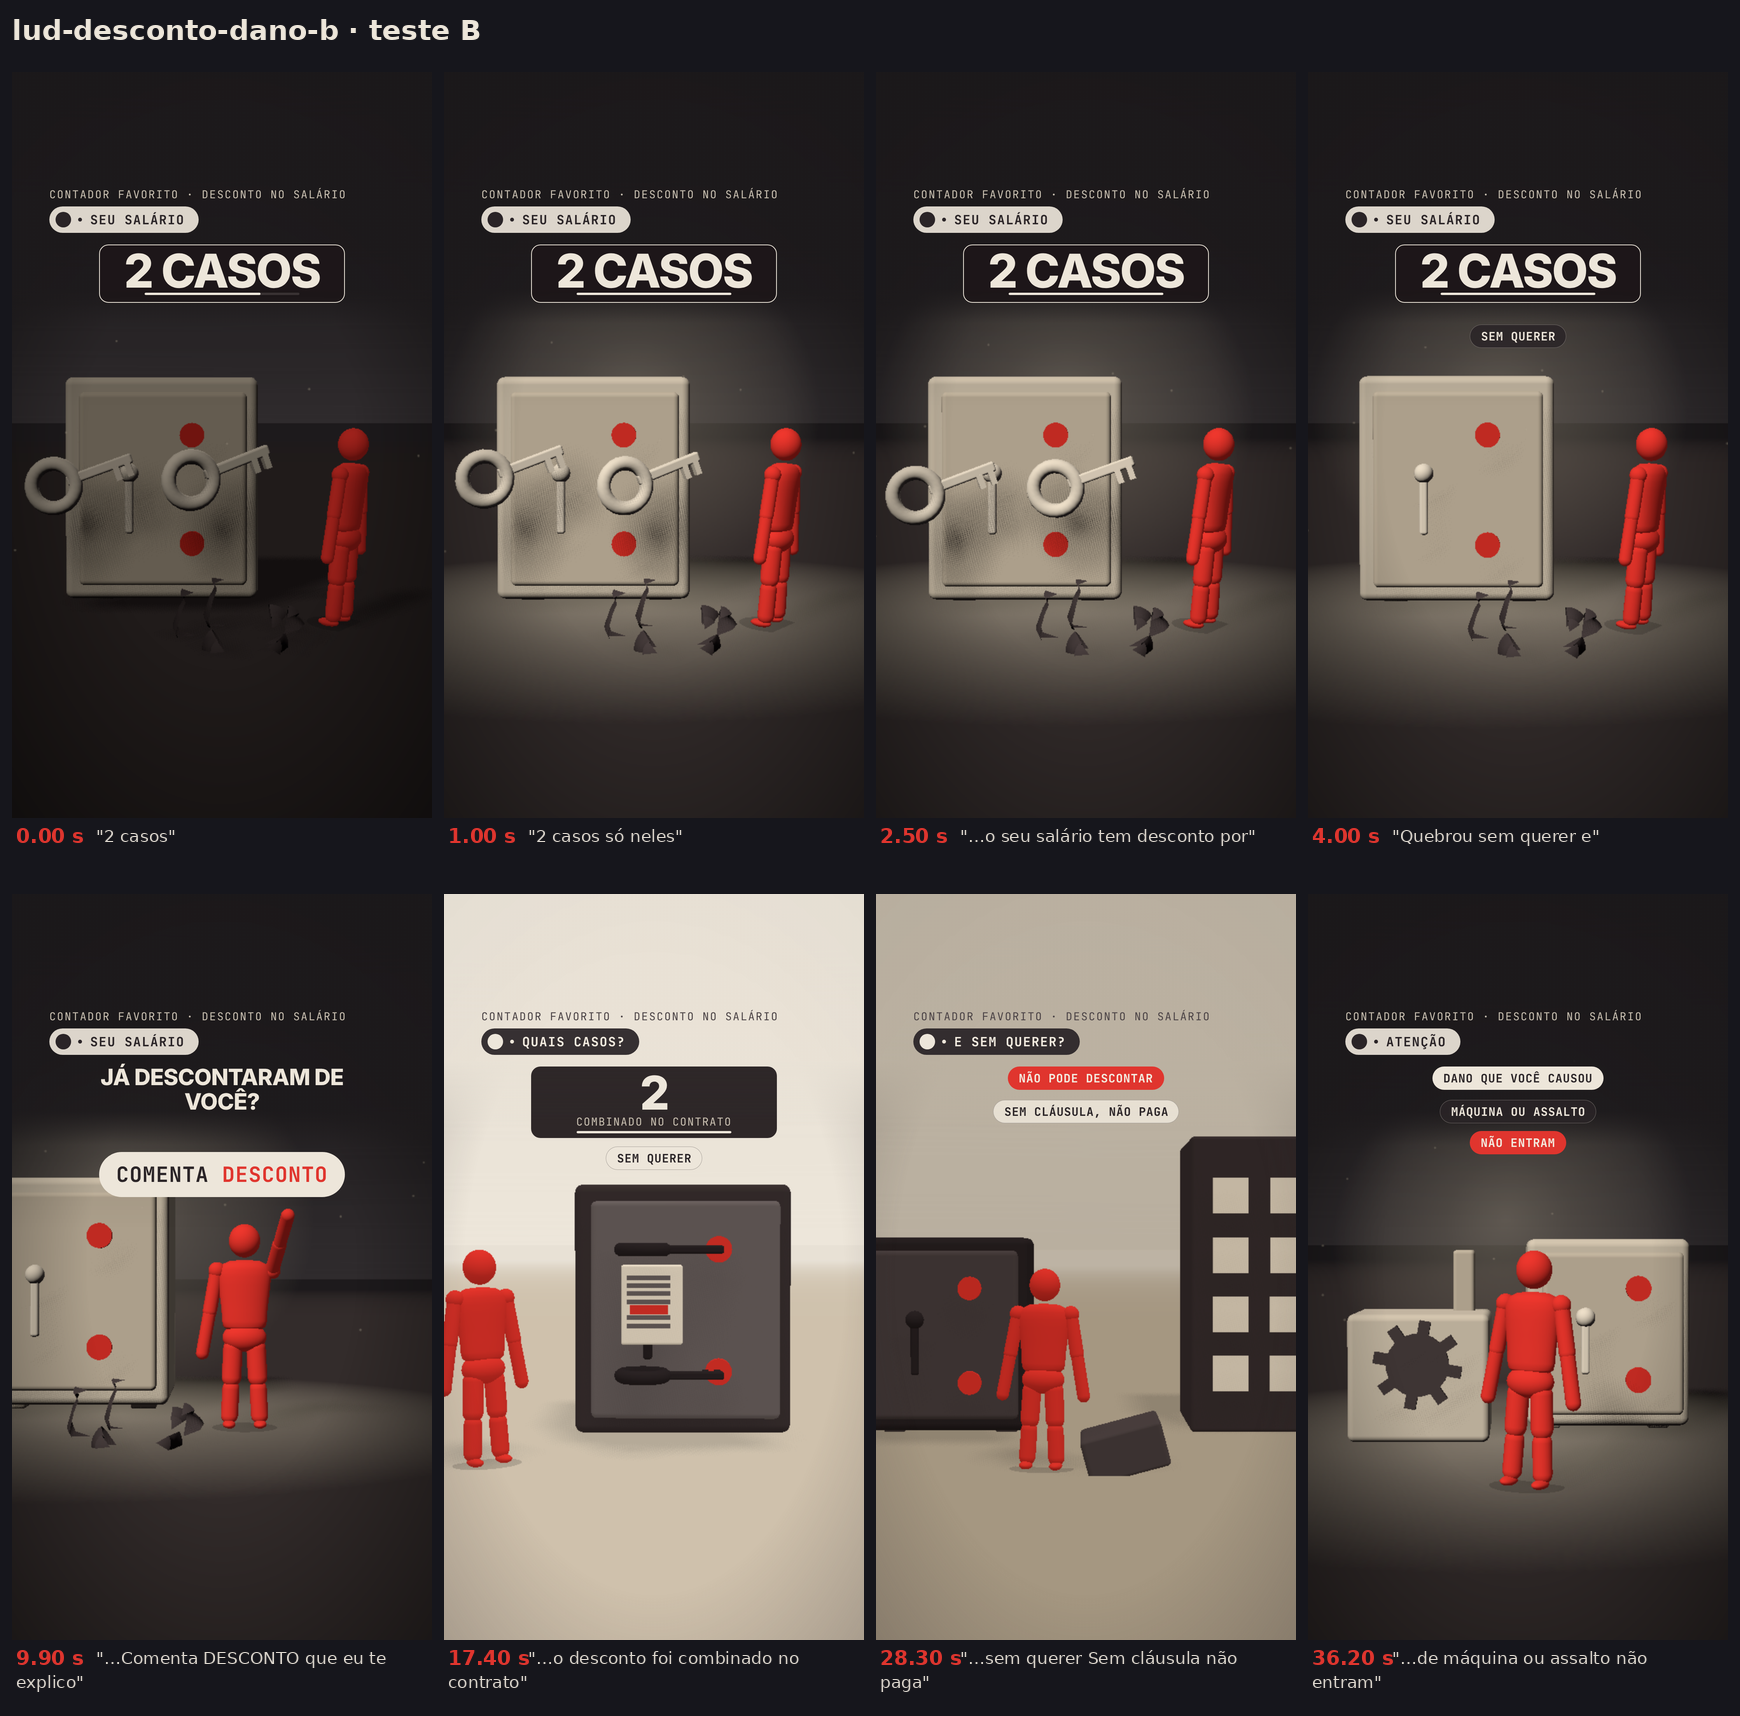 lud-desconto-dano-b · teste B
CONTADOR FAVORITO · DESCONTO NO SALÁRIO
• SEU SALÁRIO
2 CASOS
0.00 s "2 casos"
CONTADOR FAVORITO · DESCONTO NO SALÁRIO
• SEU SALÁRIO
2 CASOS
1.00 s "2 casos só neles"
CONTADOR FAVORITO · DESCONTO NO SALÁRIO
• SEU SALÁRIO
2 CASOS
2.50 s "...o seu salário tem desconto por"
CONTADOR FAVORITO · DESCONTO NO SALÁRIO
• SEU SALÁRIO
2 CASOS
SEM QUERER
4.00 s "Quebrou sem querer e"
CONTADOR FAVORITO · DESCONTO NO SALÁRIO
• SEU SALÁRIO
JÁ DESCONTARAM DE
VOCÊ?
COMENTA DESCONTO
9.90 s "...Comenta DESCONTO que eu te
explico"
CONTADOR FAVORITO · DESCONTO NO SALÁRIO
• QUAIS CASOS?
2
COMBINADO NO CONTRATO
SEM QUERER
17.40 s "...o desconto foi combinado no
contrato"
CONTADOR FAVORITO · DESCONTO NO SALÁRIO
• E SEM QUERER?
NÃO PODE DESCONTAR
SEM CLÁUSULA, NÃO PAGA
28.30 s "...sem querer Sem cláusula não
paga"
CONTADOR FAVORITO · DESCONTO NO SALÁRIO
• ATENÇÃO
DANO QUE VOCÊ CAUSOU
MÁQUINA OU ASSALTO
NÃO ENTRAM
36.20 s "...de máquina ou assalto não
entram"